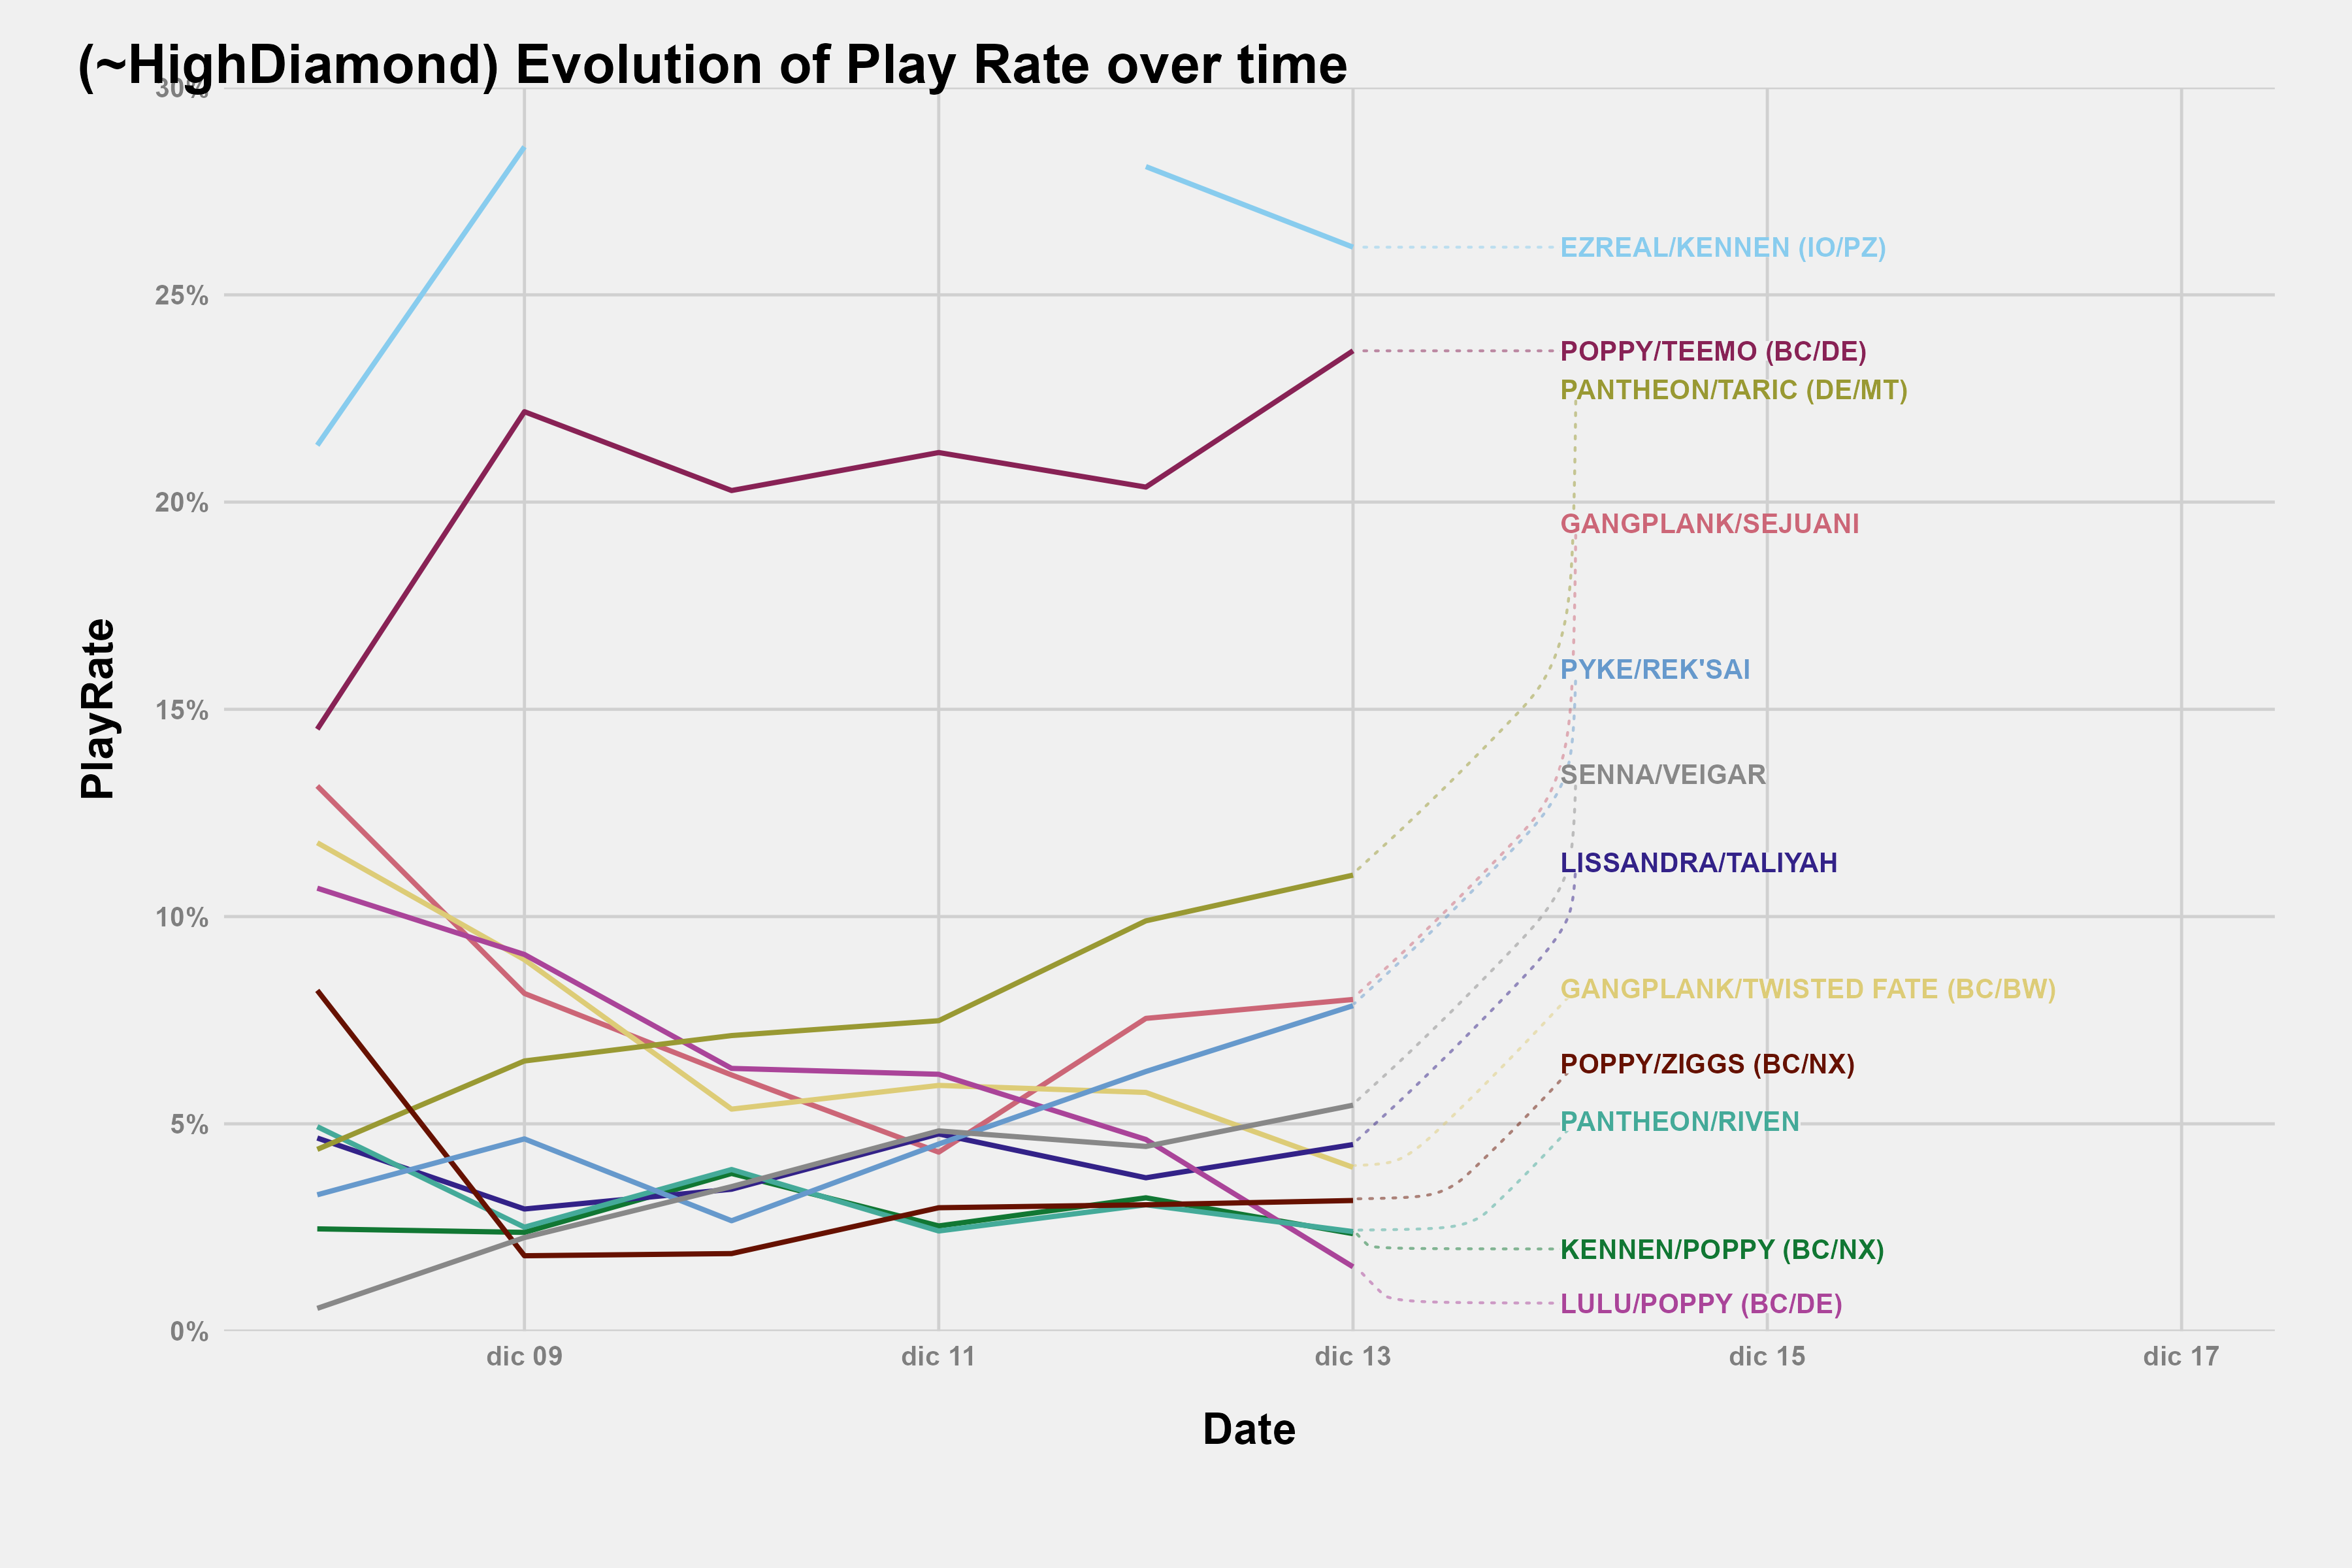 (~HighDiamond) Evolution of Play Rate over time
30%
25%
20%
15%
10%
5%
0%
PlayRate
EZREAL/KENNEN (IO/PZ)
POPPY/TEEMO (BC/DE)
PANTHEON/TARIC (DE/MT)
GANGPLANK/SEJUANI
PYKE/REK'SAI
SENNA/VEIGAR
LISSANDRA/TALIYAH
GANGPLANK/TWISTED FATE (BC/BW)
POPPY/ZIGGS (BC/NX)
PANTHEON/RIVEN
KENNEN/POPPY (BC/NX)
LULU/POPPY (BC/DE)
dic 09
dic 11
dic 13
dic 15
dic 17
Date